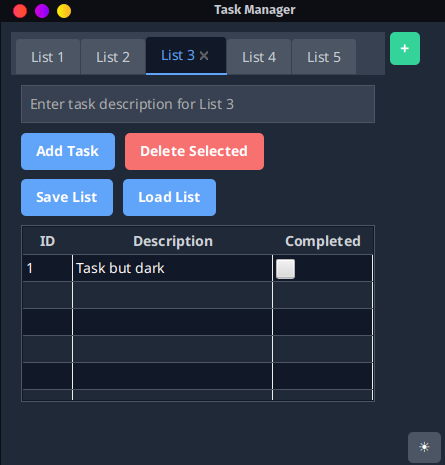 Task Manager
List 1 List 2 List 3 × List 4 List 5 +
Enter task description for List 3
Add Task Delete Selected
Save List Load List
ID Description Completed
1 Task but dark